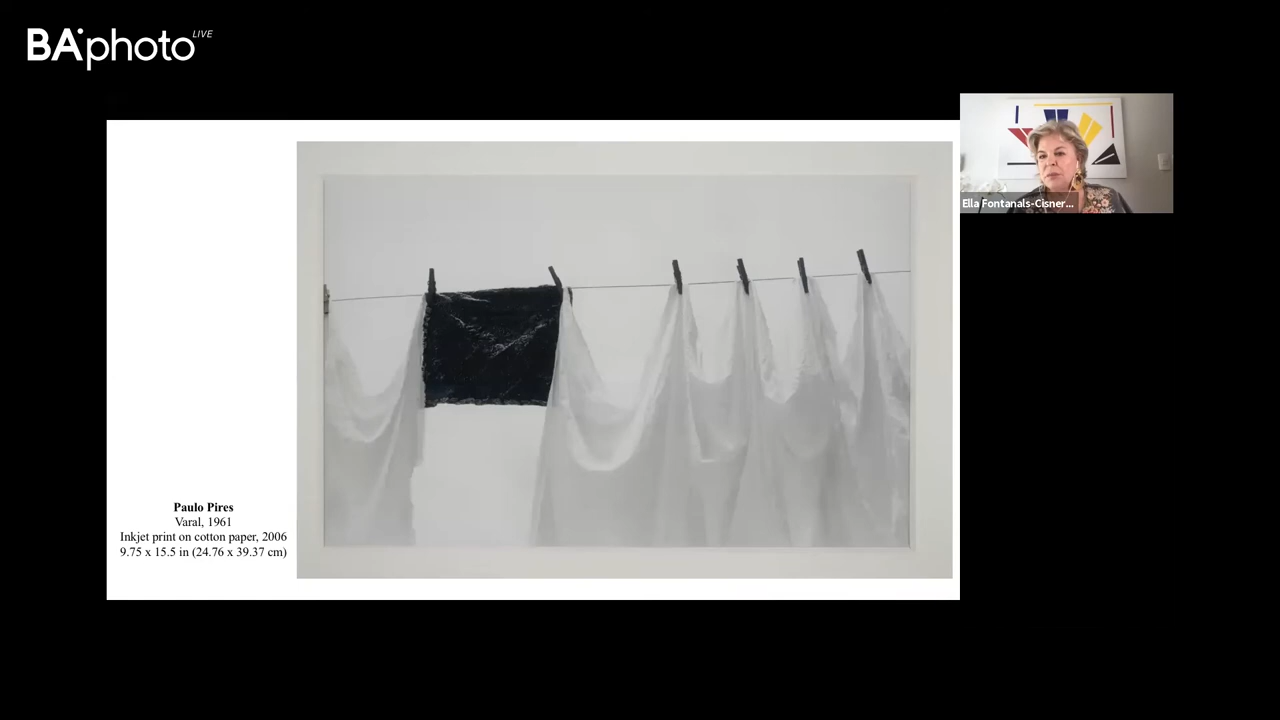 BAphoto LIVE
Ella Fontanals-Cisner...
Paulo Pires
Varal, 1961
Inkjet print on cotton paper, 2006
9.75 x 15.5 in (24.76 x 39.37 cm)